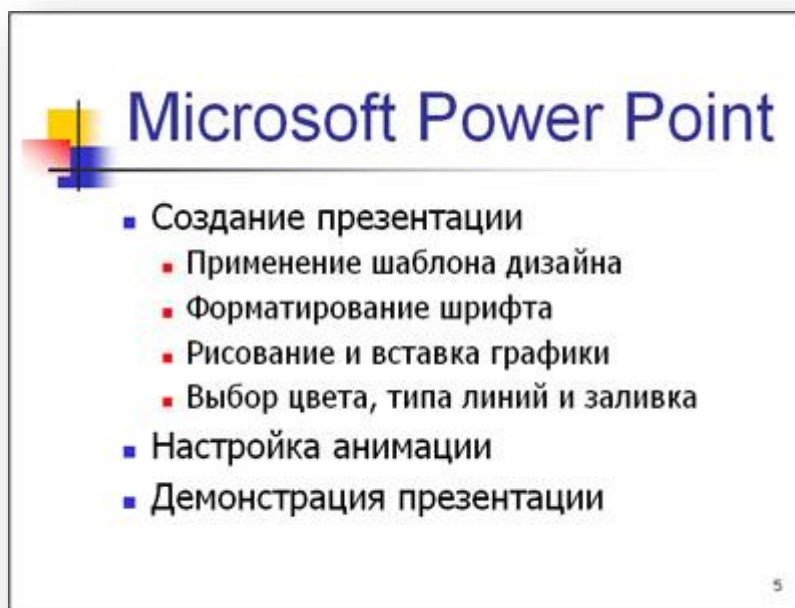 Microsoft Power Point
Создание презентации
Применение шаблона дизайна
Форматирование шрифта
Рисование и вставка графики
Выбор цвета, типа линий и заливка
Настройка анимации
Демонстрация презентации
5